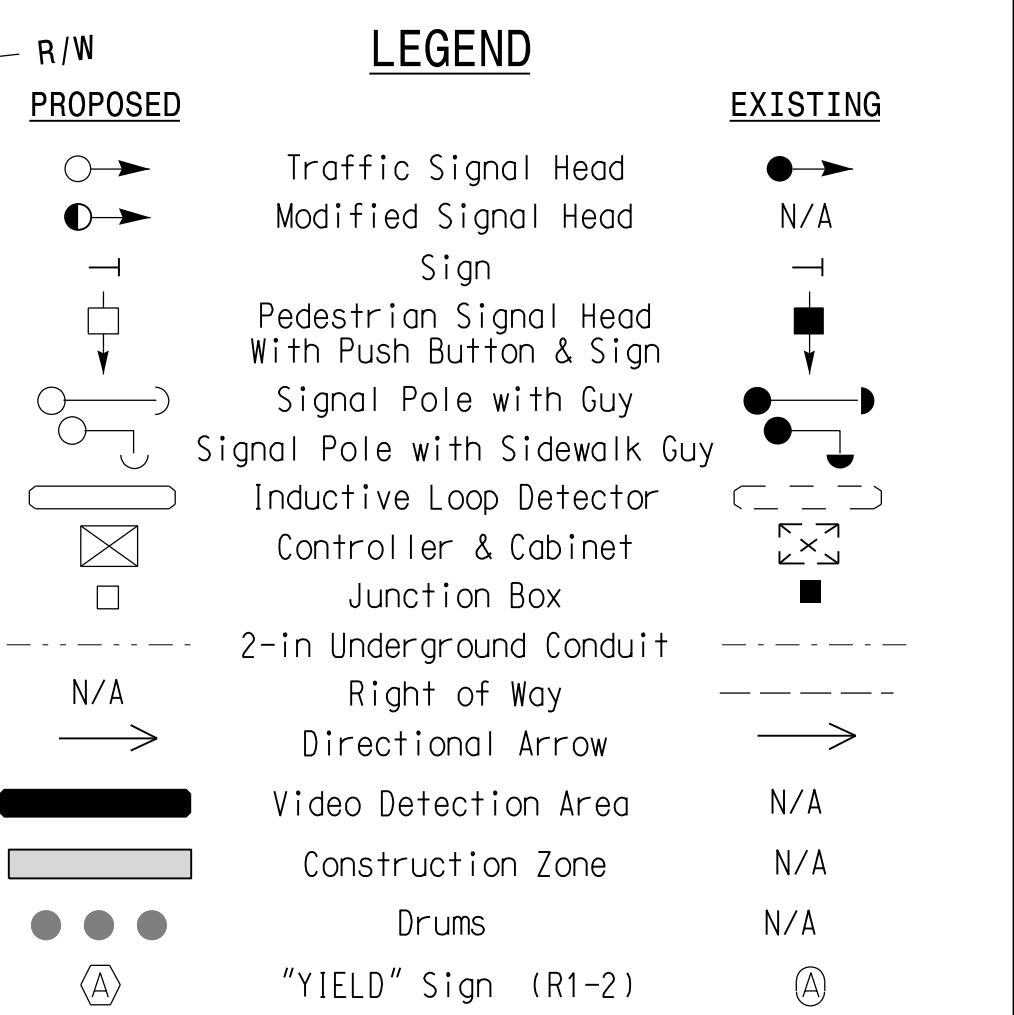 R/W
LEGEND
PROPOSED EXISTING
Traffic Signal Head
Modified Signal Head N/A
Sign
Pedestrian Signal Head
With Push Button & Sign
Signal Pole with Guy
Signal Pole with Sidewalk Guy
Inductive Loop Detector
Controller & Cabinet
Junction Box
2-in Underground Conduit
N/A Right of Way
Directional Arrow
Video Detection Area N/A
Construction Zone N/A
Drums N/A
A "YIELD" Sign (R1-2) A